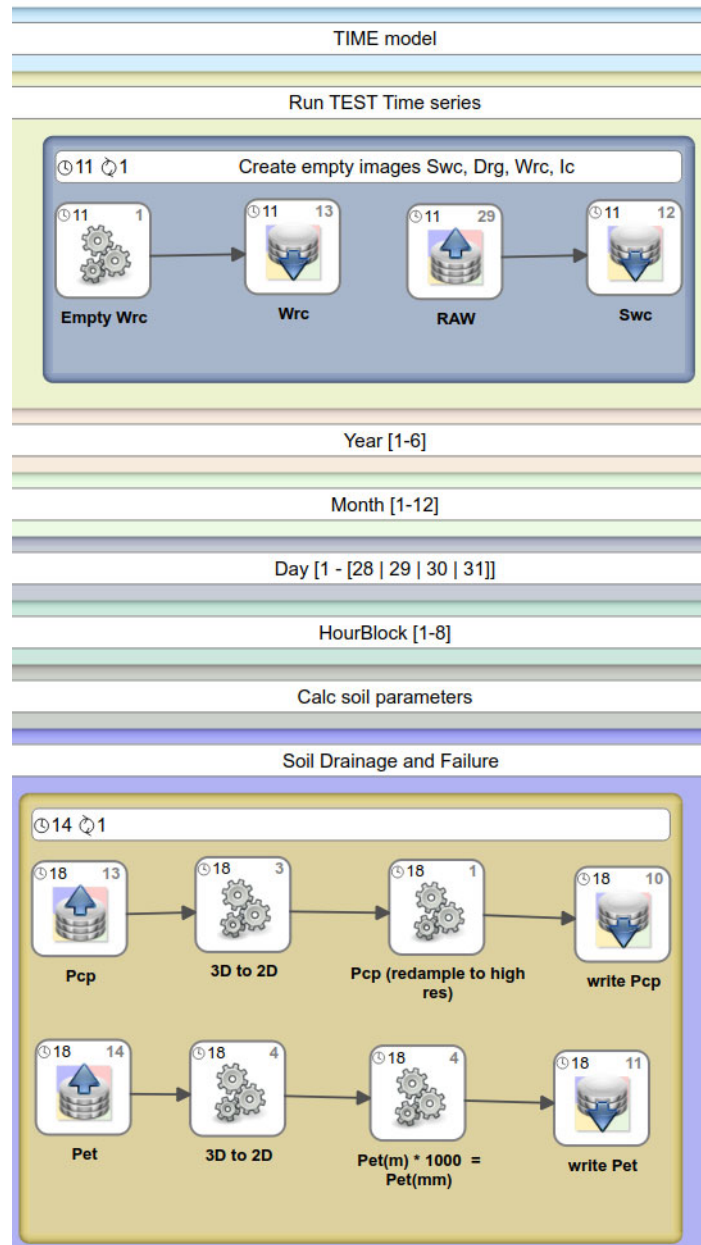 TIME model
Run TEST Time series
11 1 Create empty images Swc, Drg, Wrc, Ic
11 1
11 13
11 29
11 12
Empty Wrc
Wrc
RAW
Swc
Year [1-6]
Month [1-12]
Day [1 - [28 | 29 | 30 | 31]]
HourBlock [1-8]
Calc soil parameters
Soil Drainage and Failure
14 1
18 13
18 3
18 1
18 10
Pcp
3D to 2D
Pcp (redample to high
res)
write Pcp
18 14
18 4
18 4
18 11
Pet
3D to 2D
Pet(m) * 1000 =
Pet(mm)
write Pet